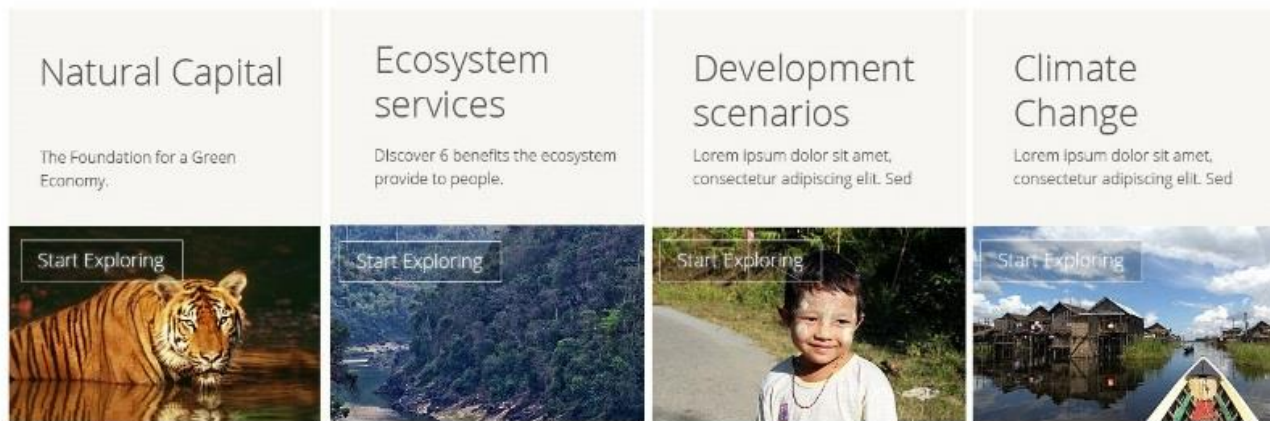 Natural Capital
The Foundation for a Green
Economy.
Start Exploring
Ecosystem
services
Discover 6 benefits the ecosystem
provide to people.
Start Exploring
Development
scenarios
Lorem ipsum dolor sit amet,
consectetur adipiscing elit. Sed
Start Exploring
Climate
Change
Lorem ipsum dolor sit amet,
consectetur adipiscing elit. Sed
Start Exploring